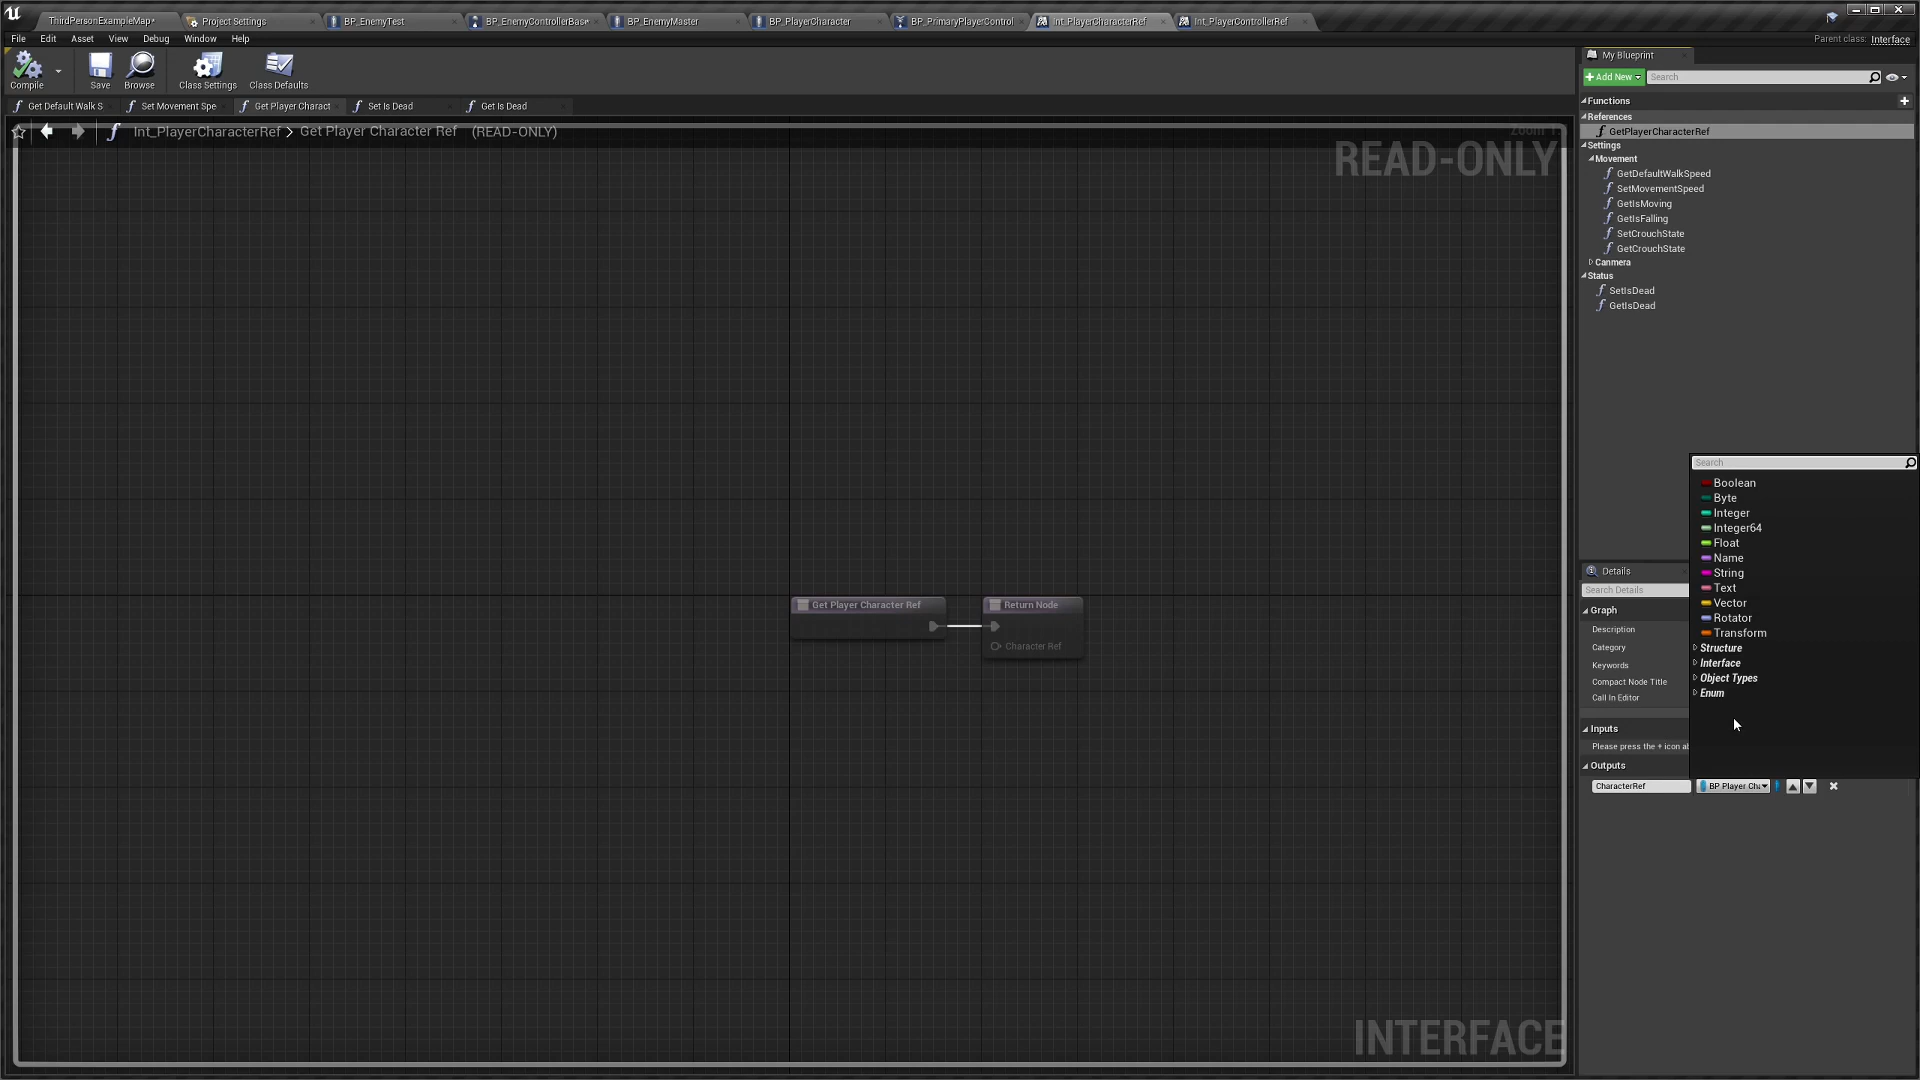 ThirdPersonExampleMap*
Project Settings
BP_EnemyTest
BP_EnemyControllerBase*
BP_EnemyMaster
BP_PlayerCharacter
BP_PrimaryPlayerControl
Int_PlayerCharacterRef
Int_PlayerControllerRef
File Edit Asset View Debug Window Help
Parent class: Interface
Compile
Save
Browse
Class Settings
Class Defaults
Get Default Walk S
Set Movement Spe
Get Player Charact
Set Is Dead
Get Is Dead
Int_PlayerCharacterRef > Get Player Character Ref (READ-ONLY)
READ-ONLY
Get Player Character Ref
Return Node
Character Ref
INTERFACE
My Blueprint
+ Add New
Search
Functions
References
GetPlayerCharacterRef
Settings
Movement
GetDefaultWalkSpeed
SetMovementSpeed
GetIsMoving
GetIsFalling
SetCrouchState
GetCrouchState
Canmera
Status
SetIsDead
GetIsDead
Search
Boolean
Byte
Integer
Integer64
Float
Name
String
Text
Vector
Rotator
Transform
Structure
Interface
Object Types
Enum
Details
Search Details
Graph
Description
Category
Keywords
Compact Node Title
Call In Editor
Inputs
Please press the + icon ab
Outputs
CharacterRef
BP Player Cha